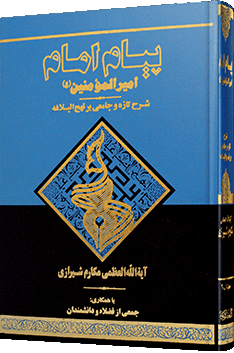 پیام امام
امیرالمؤمنین (ع)
شرح تازه و جامعی بر نهج البلاغه
آیة الله العظمی مکارم شیرازی
با همکاری:
جمعی از فضلاء و دانشمندان